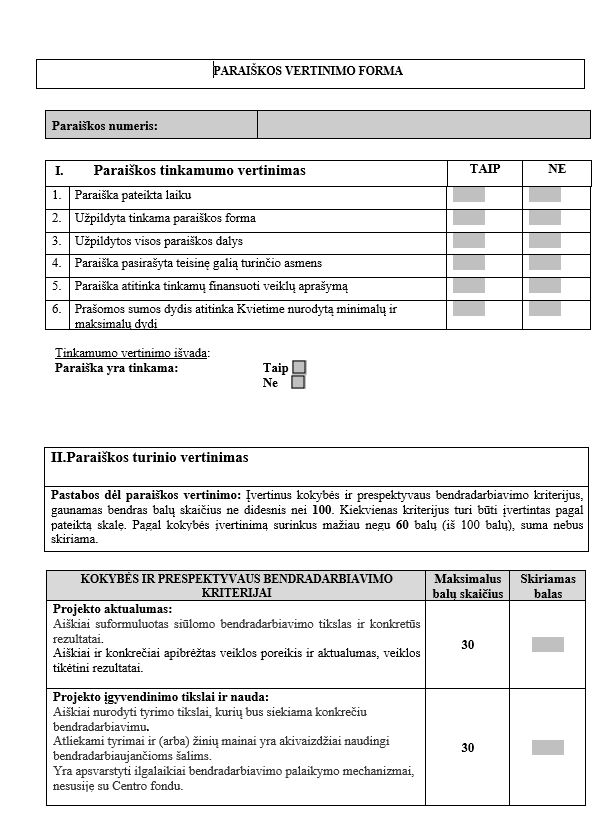 PARAIŠKOS VERTINIMO FORMA
Paraiškos numeris:
I. Paraiškos tinkamumo vertinimas TAIP NE
1. Paraiška pateikta laiku
2. Užpildyta tinkama paraiškos forma
3. Užpildytos visos paraiškos dalys
4. Paraiška pasirašyta teisinę galią turinčio asmens
5. Paraiška atitinka tinkamų finansuoti veiklų aprašymą
6. Prašomos sumos dydis atitinka Kvietime nurodytą minimalų ir
maksimalų dydį
Tinkamumo vertinimo išvada:
Paraiška yra tinkama: Taip
Ne
II.Paraiškos turinio vertinimas
Pastabos dėl paraiškos vertinimo: Įvertinus kokybės ir prespektyvaus bendradarbiavimo kriterijus,
gaunamas bendras balų skaičius ne didesnis nei 100. Kiekvienas kriterijus turi būti įvertintas pagal
pateiktą skalę. Pagal kokybės įvertinimą surinkus mažiau negu 60 balų (iš 100 balų), suma nebus
skiriama.
KOKYBĖS IR PRESPEKTYVAUS BENDRADARBIAVIMO
KRITERIJAI
Maksimalus
balų skaičius
Skiriamas
balas
Projekto aktualumas:
Aiškiai suformuluotas siūlomo bendradarbiavimo tikslas ir konkretūs
rezultatai.
Aiškiai ir konkrečiai apibrėžtas veiklos poreikis ir aktualumas, veiklos
tikėtini rezultatai.
30
Projekto įgyvendinimo tikslai ir nauda:
Aiškiai nurodyti tyrimo tikslai, kurių bus siekiama konkrečiu
bendradarbiavimu.
Atliekami tyrimai ir (arba) žinių mainai yra akivaizdžiai naudingi
bendradarbiaujančioms šalims.
Yra apsvarstyti ilgalaikiai bendradarbiavimo palaikymo mechanizmai,
nesusiję su Centro fondu.
30